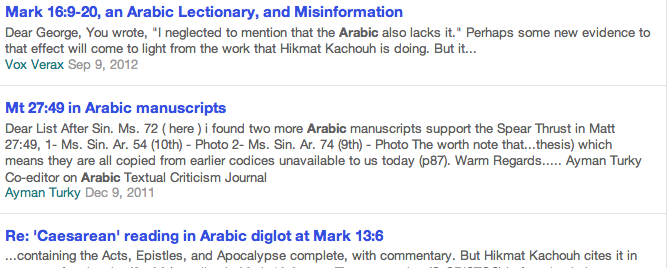 Mark 16:9-20, an Arabic Lectionary, and Misinformation
Dear George, You wrote, "I neglected to mention that the Arabic also lacks it." Perhaps some new evidence to
that effect will come to light from the work that Hikmat Kachouh is doing. But it...
Vox Verax Sep 9, 2012
Mt 27:49 in Arabic manuscripts
Dear List After Sin. Ms. 72 ( here ) i found two more Arabic manuscripts support the Spear Thrust in Matt
27:49, 1- Ms. Sin. Ar. 54 (10th) - Photo 2- Ms. Sin. Ar. 74 (9th) - Photo The worth note that...thesis) which
means they are all copied from earlier codices unavailable to us today (p87). Warm Regards..... Ayman Turky
Co-editor on Arabic Textual Criticism Journal
Ayman Turky Dec 9, 2011
Re: 'Caesarean' reading in Arabic diglot at Mark 13:6
...containing the Acts, Epistles, and Apocalypse complete, with commentary. But Hikmat Kachouh cites it in